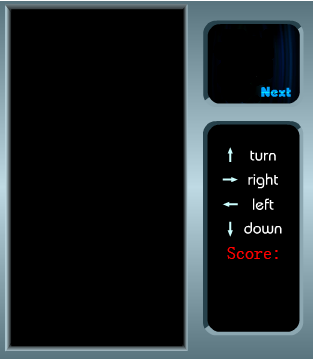 Next
↑ turn
→ right
← left
↓ down
Score: